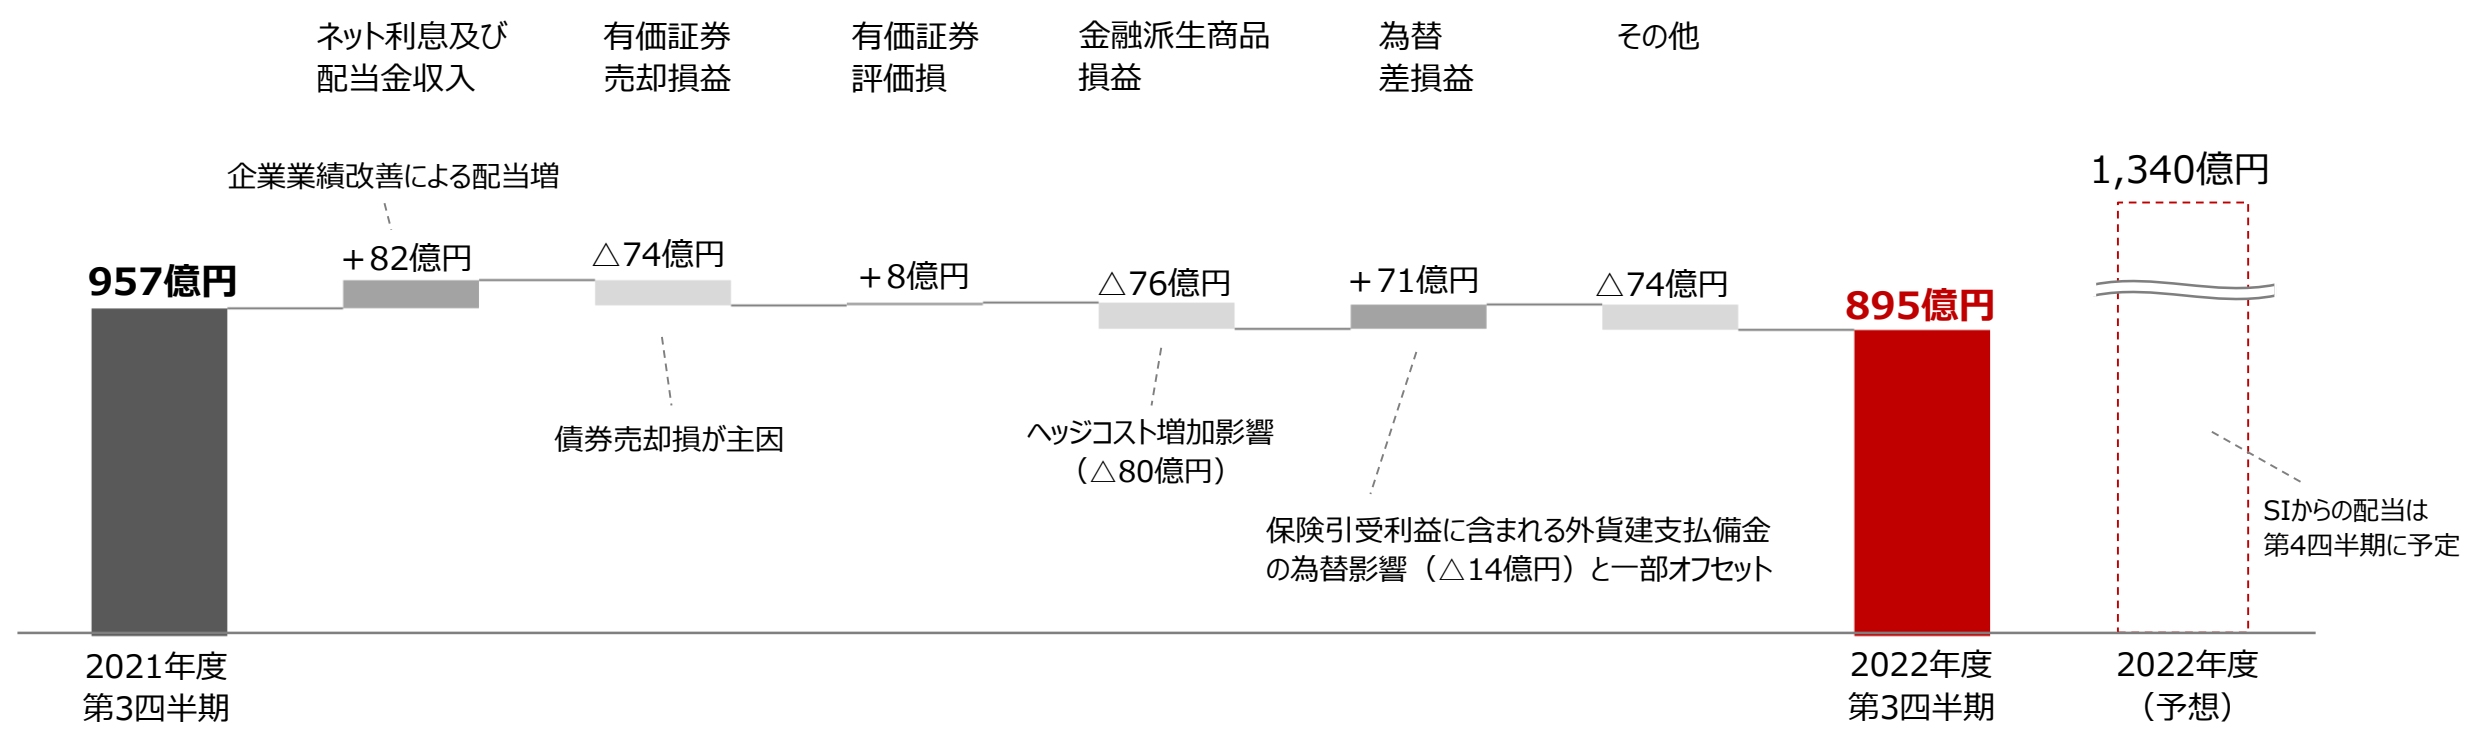 ネット利息及び
配当金収入
有価証券
売却損益
有価証券
評価損
金融派生商品
損益
為替
差損益
その他
企業業績改善による配当増
1,340億円
957億円
+82億円
△74億円
+8億円
△76億円
+71億円
△74億円
895億円
債券売却損が主因
ヘッジコスト増加影響
（△80億円）
保険引受利益に含まれる外貨建支払備金
の為替影響（△14億円）と一部オフセット
SIからの配当は
第4四半期に予定
2021年度
第3四半期
2022年度
第3四半期
2022年度
（予想）